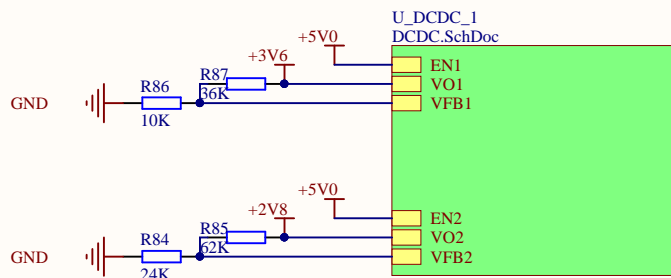 U_DCDC_1
DCDC.SchDoc
+5V0
+3V6
EN1
R87
VO1
R86
36K
GND
VFB1
10K
+5V0
+2V8
EN2
R85
VO2
R84
62K
GND
VFB2
24K